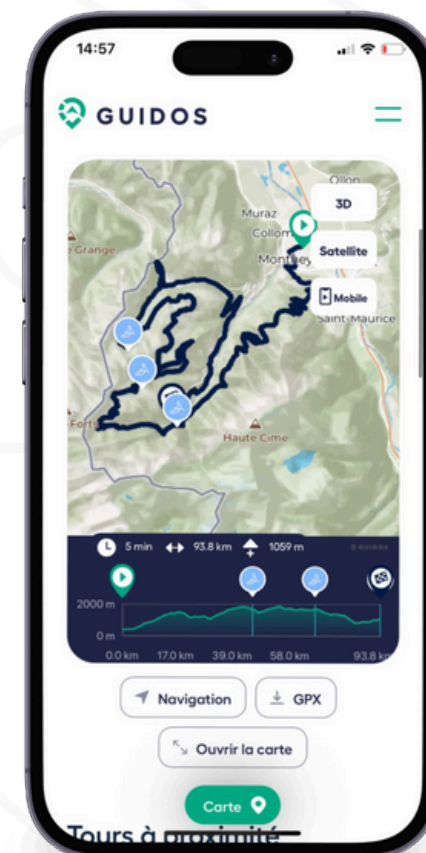 14:57
GUIDOS
Ollon
3D
Muraz
Collom
Satellite
Monthey
Grange
Mobile
Saint-Maurice
Forts
Haute Cime
5 min 93.8 km 1059 m
2000 m
0 m
0.0 km 17.0 km 39.0 km 58.0 km 93.8 km
Navigation
GPX
Ouvrir la carte
Carte
Tours à proximité